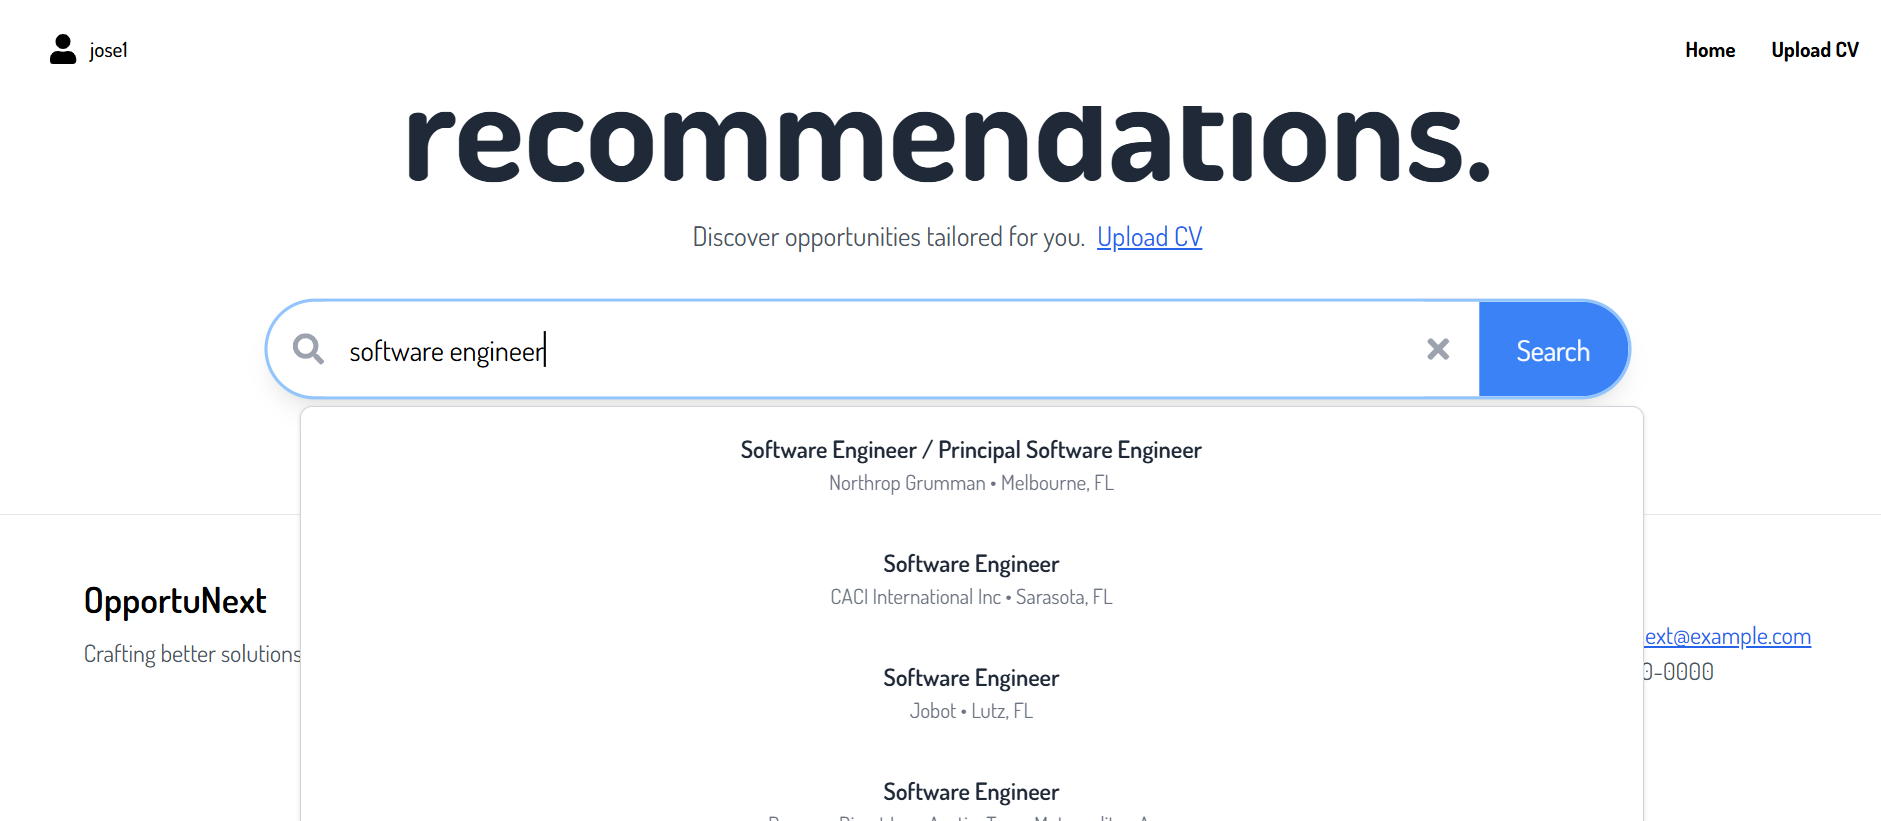 jose1
Home
Upload CV
recommendations.
Discover opportunities tailored for you. Upload CV
software engineer
Search
Software Engineer / Principal Software Engineer
Northrop Grumman • Melbourne, FL
Software Engineer
CACI International Inc • Sarasota, FL
OpportuNext
Crafting better solutions
ext@example.com
0-0000
Software Engineer
Jobot • Lutz, FL
Software Engineer